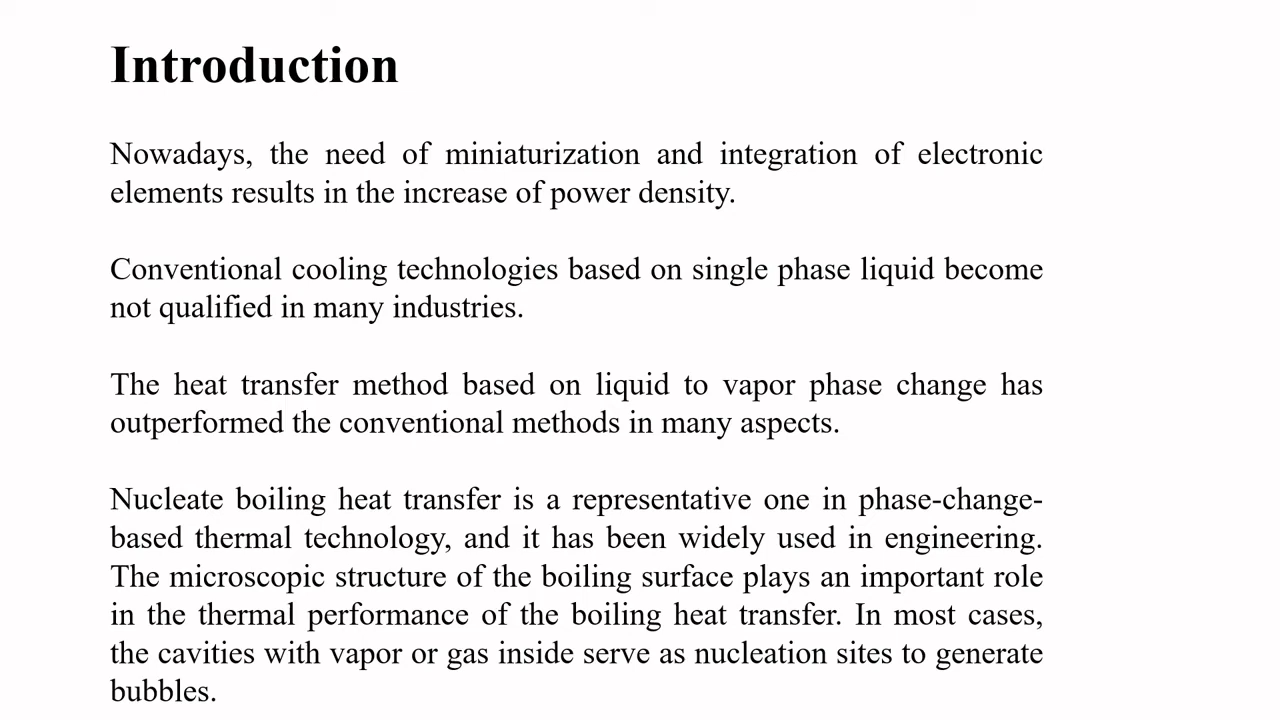 Introduction
Nowadays, the need of miniaturization and integration of electronic
elements results in the increase of power density.
Conventional cooling technologies based on single phase liquid become
not qualified in many industries.
The heat transfer method based on liquid to vapor phase change has
outperformed the conventional methods in many aspects.
Nucleate boiling heat transfer is a representative one in phase-change-
based thermal technology, and it has been widely used in engineering.
The microscopic structure of the boiling surface plays an important role
in the thermal performance of the boiling heat transfer. In most cases,
the cavities with vapor or gas inside serve as nucleation sites to generate
bubbles.